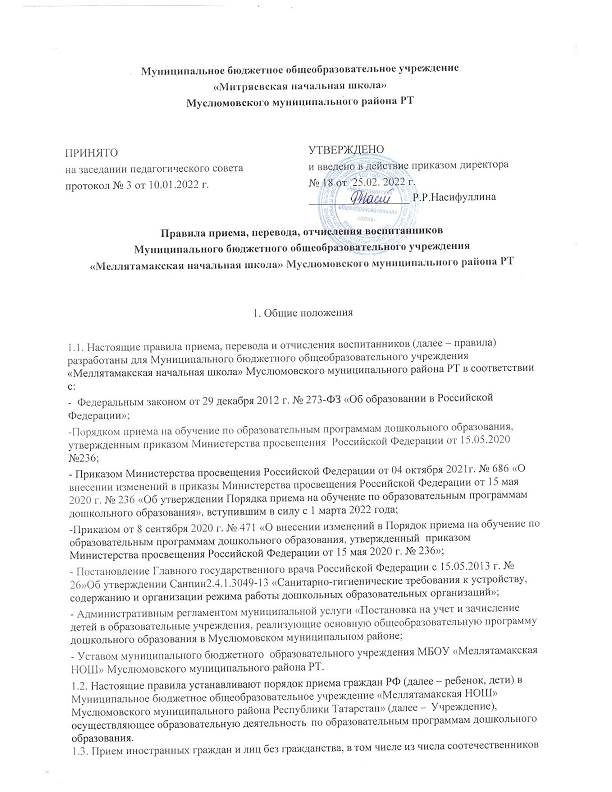 Муниципальное бюджетное общеобразовательное учреждение
«Митряевская начальная школа»
Муслюмовского муниципального района РТ
ПРИНЯТО
на заседании педагогического совета
протокол № 3 от 10.01.2022 г.
УТВЕРЖДЕНО
и введено в действие приказом директора
№ 18 от 25.02. 2022 г.
Р.Р.Насифуллина
Правила приема, перевода, отчисления воспитанников
Муниципального бюджетного общеобразовательного учреждения
«Меллятамакская начальная школа» Муслюмовского муниципального района РТ
1. Общие положения
1.1. Настоящие правила приема, перевода и отчисления воспитанников (далее – правила)
разработаны для Муниципального бюджетного общеобразовательного учреждения
«Меллятамакская начальная школа» Муслюмовского муниципального района РТ в соответствии
с:
- Федеральным законом от 29 декабря 2012 г. № 273-ФЗ «Об образовании в Российской
Федерации»;
-Порядком приема на обучение по образовательным программам дошкольного образования,
утвержденным приказом Министерства просвещения Российской Федерации от 15.05.2020
№236;
- Приказом Министерства просвещения Российской Федерации от 04 октября 2021г. № 686 «О
внесении изменений в приказы Министерства просвещения Российской Федерации от 15 мая
2020 г. № 236 «Об утверждении Порядка приема на обучение по образовательным программам
дошкольного образования», вступившим в силу с 1 марта 2022 года;
-Приказом от 8 сентября 2020 г. № 471 «О внесении изменений в Порядок приема на обучение по
образовательным программам дошкольного образования, утвержденный приказом
Министерства просвещения Российской Федерации от 15 мая 2020 г. № 236»;
- Постановление Главного государственного врача Российской Федерации с 15.05.2013 г. №
26»Об утверждении Санпин2.4.1.3049-13 «Санитарно-гигиенические требования к устройству,
содержанию и организации режима работы дошкольных образовательных организаций»;
- Административным регламентом муниципальной услуги «Постановка на учет и зачисление
детей в образовательные учреждения, реализующие основную общеобразовательную программу
дошкольного образования в Муслюмовском муниципальном районе;
- Уставом муниципального бюджетного образовательного учреждения МБОУ «Меллятамакская
НОШ» Муслюмовского муниципального района РТ.
1.2. Настоящие правила устанавливают порядок приема граждан РФ (далее – ребенок, дети) в
Муниципальное бюджетное общеобразовательное учреждение «Меллятамакская НОШ»
Муслюмовского муниципального района Республики Татарстан» (далее – Учреждение),
осуществляющее образовательную деятельность по образовательным программам дошкольного
образования.
1.3. Прием иностранных граждан и лиц без гражданства, в том числе из числа соотечественников